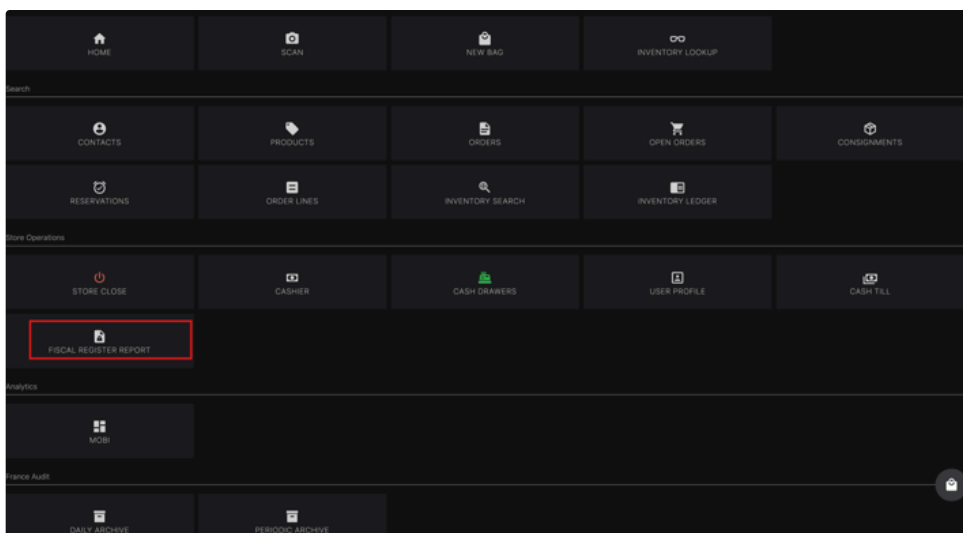 HOME
SCAN
NEW BAG
INVENTORY LOOKUP
Search
CONTACTS
PRODUCTS
ORDERS
OPEN ORDERS
CONSIGNMENTS
RESERVATIONS
ORDER LINES
INVENTORY SEARCH
INVENTORY LEDGER
Store Operations
STORE CLOSE
CASHIER
CASH DRAWERS
USER PROFILE
CASH TILL
FISCAL REGISTER REPORT
Analytics
MOBI
France Audit
DAILY ARCHIVE
PERIODIC ARCHIVE